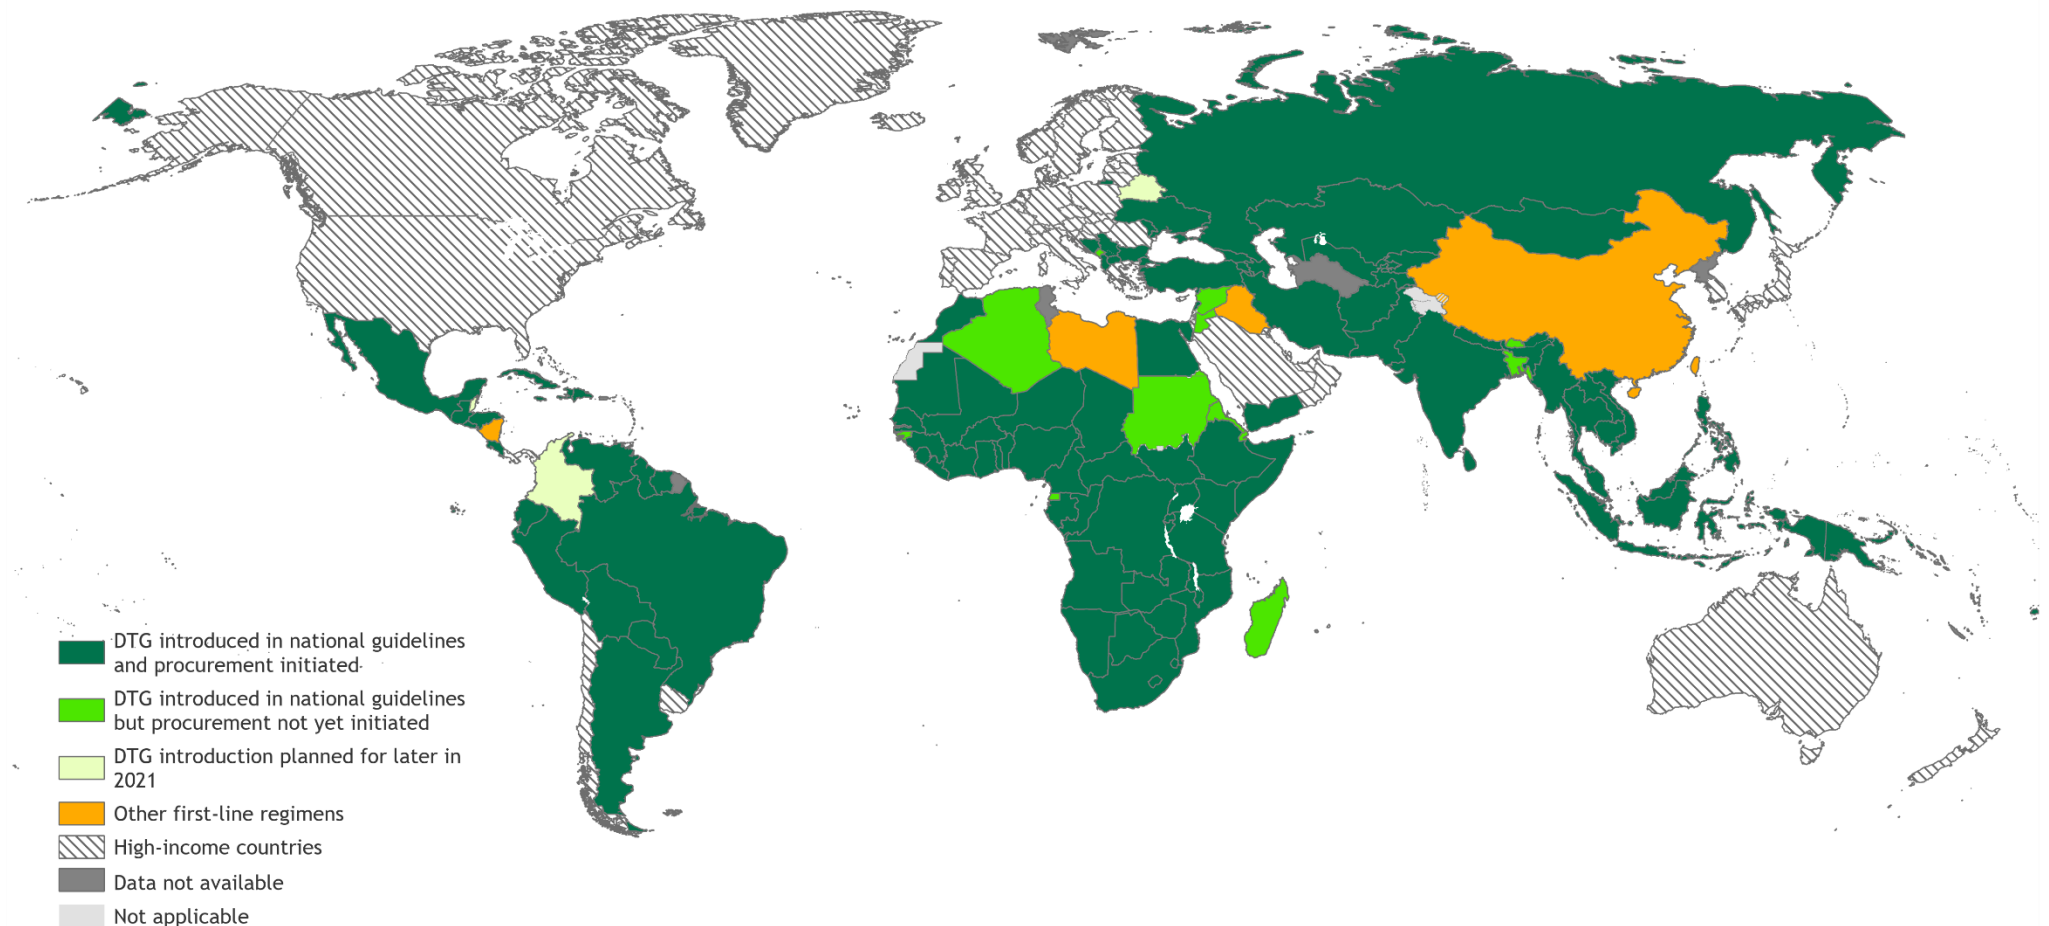 DTG introduced in national guidelines
and procurement initiated
DTG introduced in national guidelines
but procurement not yet initiated
DTG introduction planned for later in
2021
Other first-line regimens
High-income countries
Data not available
Not applicable